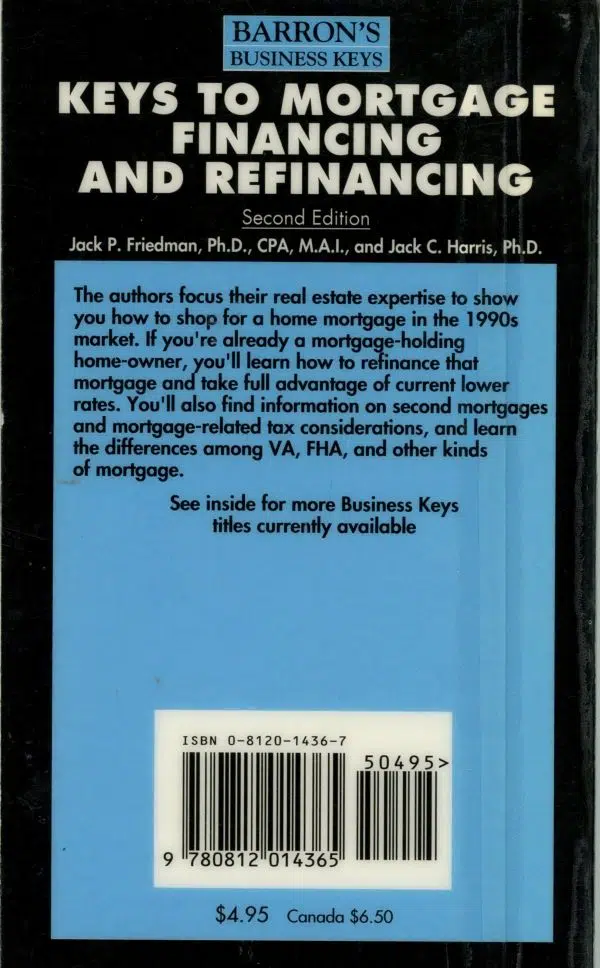 BARRON'S
BUSINESS KEYS
KEYS TO MORTGAGE
FINANCING
AND REFINANCING
Second Edition
Jack P. Friedman, Ph.D., CPA, M.A.I., and Jack C. Harris, Ph.D.
The authors focus their real estate expertise to show
you how to shop for a home mortgage in the 1990s
market. If you're already a mortgage-holding
home-owner, you'll learn how to refinance that
mortgage and take full advantage of current lower
rates. You'll also find information on second mortgages
and mortgage-related tax considerations, and learn
the differences among VA, FHA, and other kinds
of mortgage.
See inside for more Business Keys
titles currently available
ISBN 0-8120-1436-7
50495>
9 780812 014365
$4.95 Canada $6.50